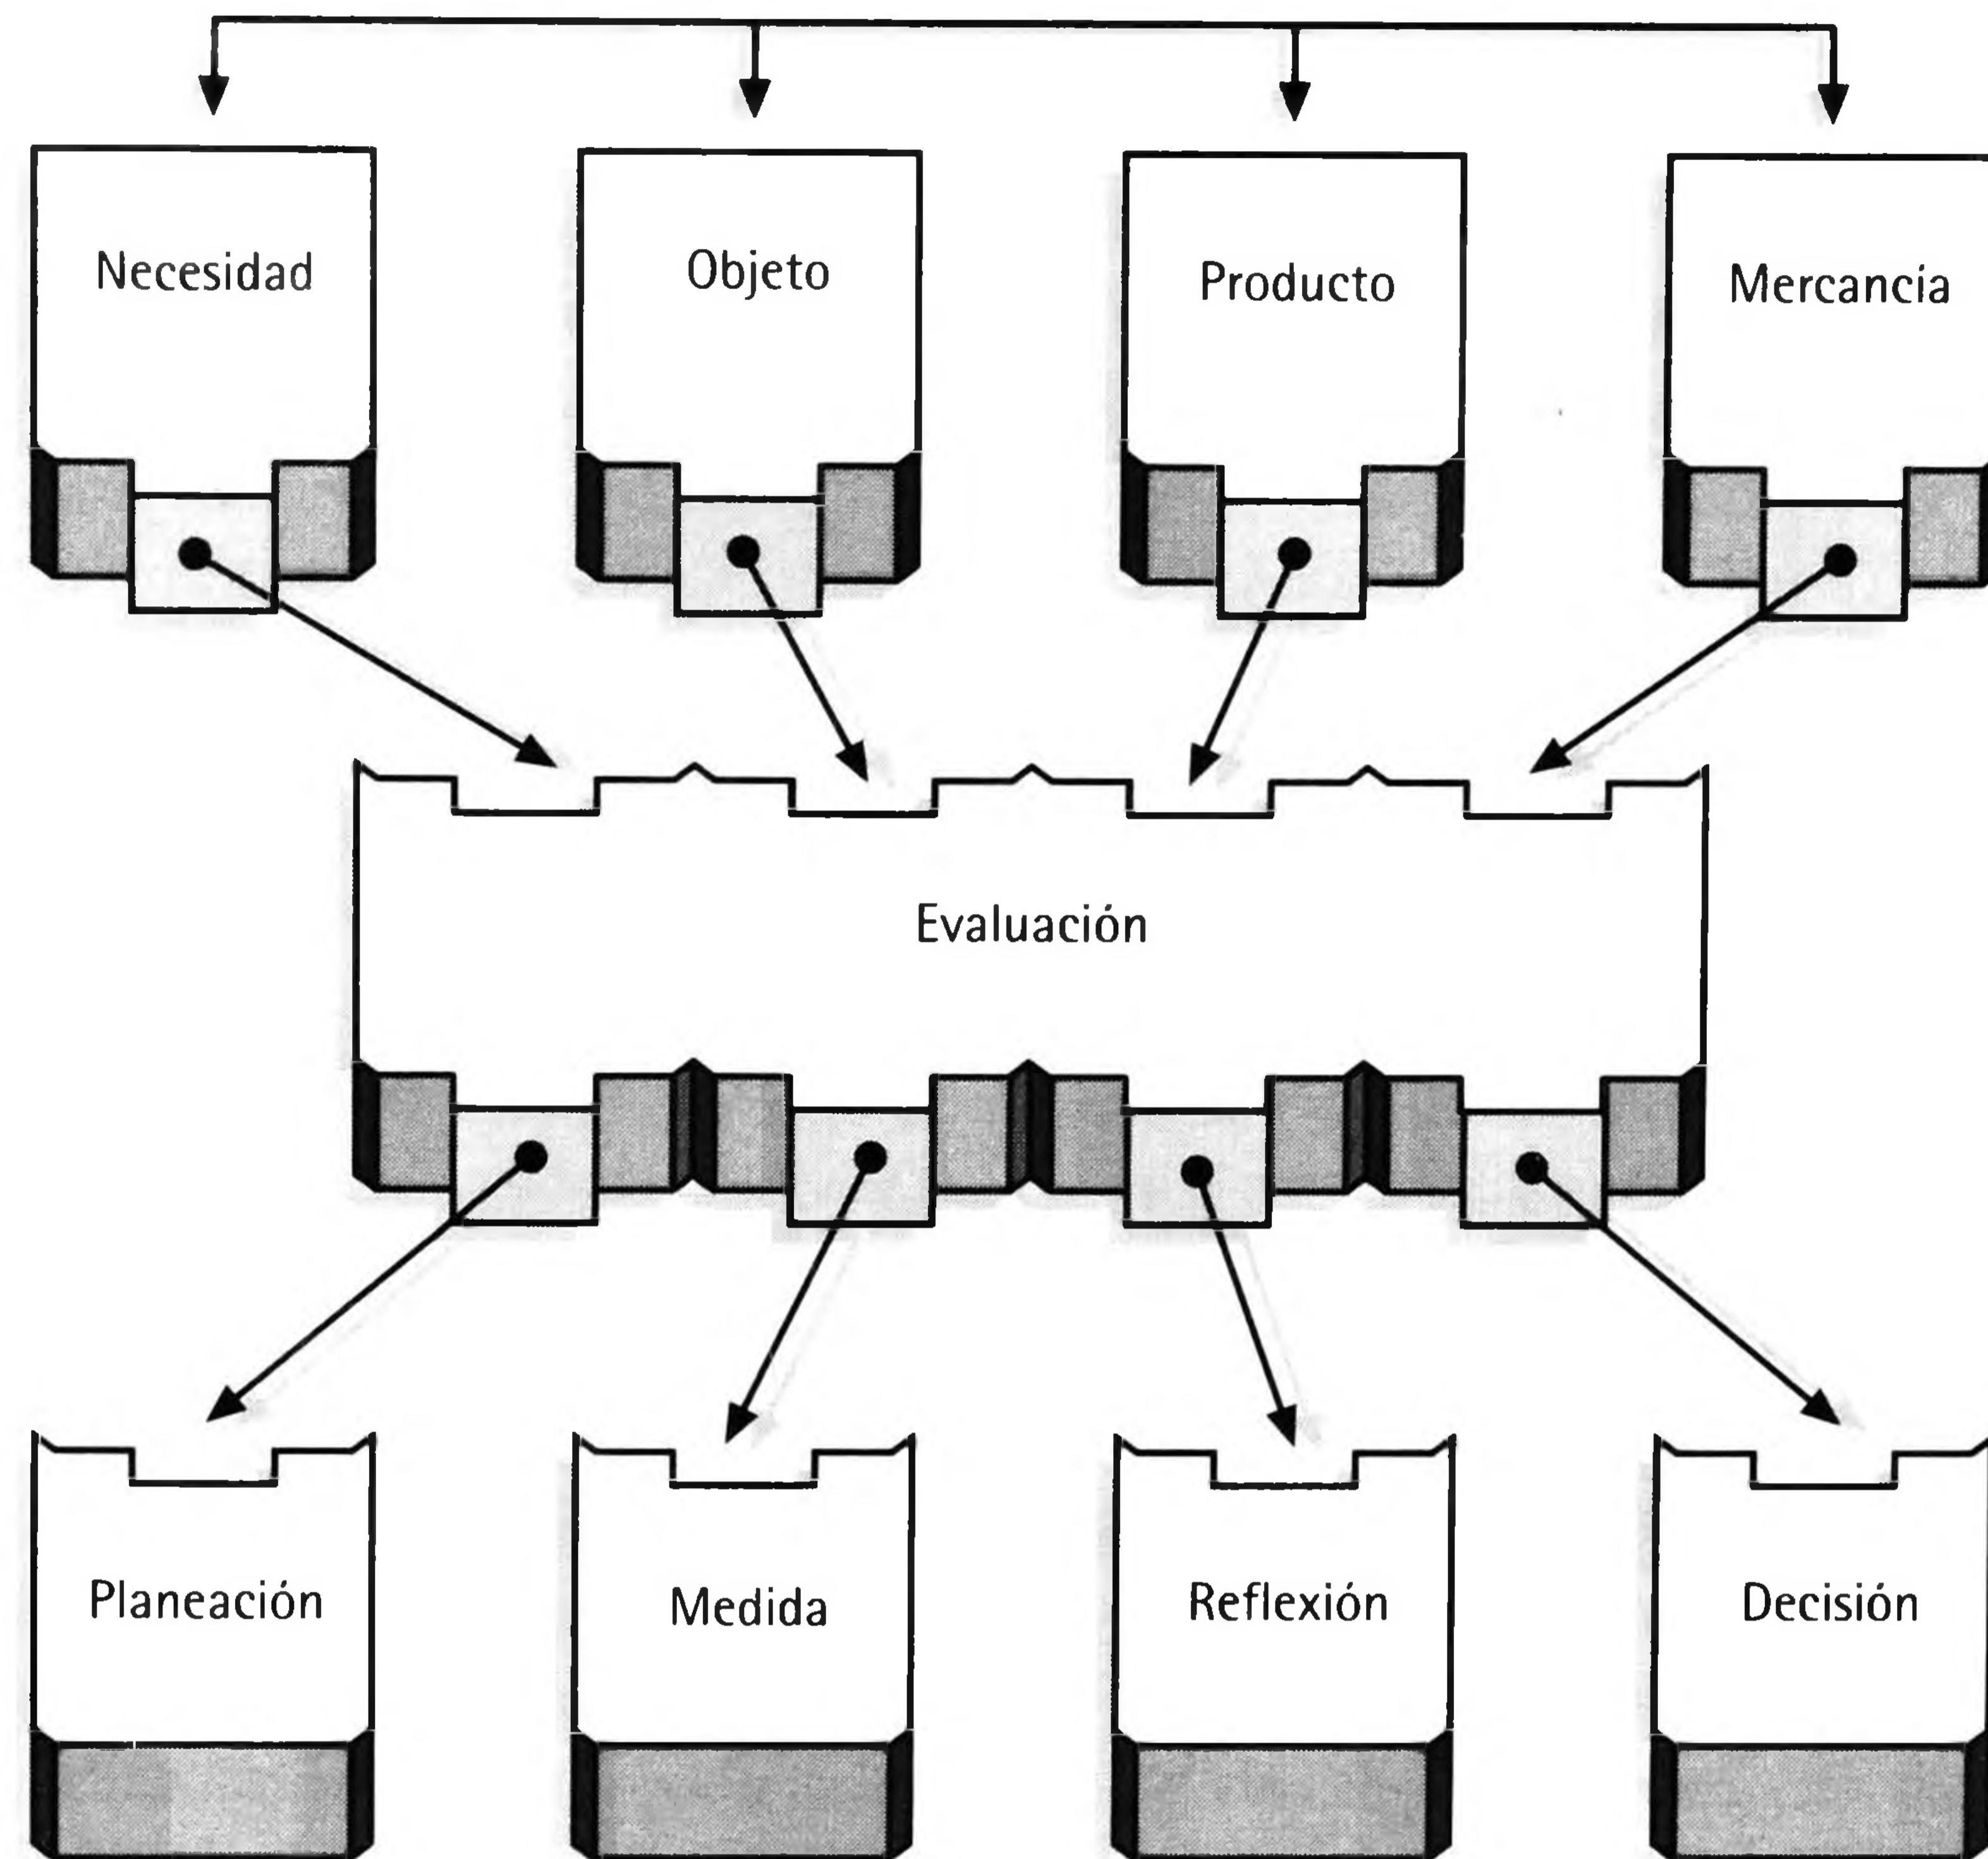 Necesidad
Objeto
Producto
Mercancía
Evaluación
Planeación
Medida
Reflexión
Decisión